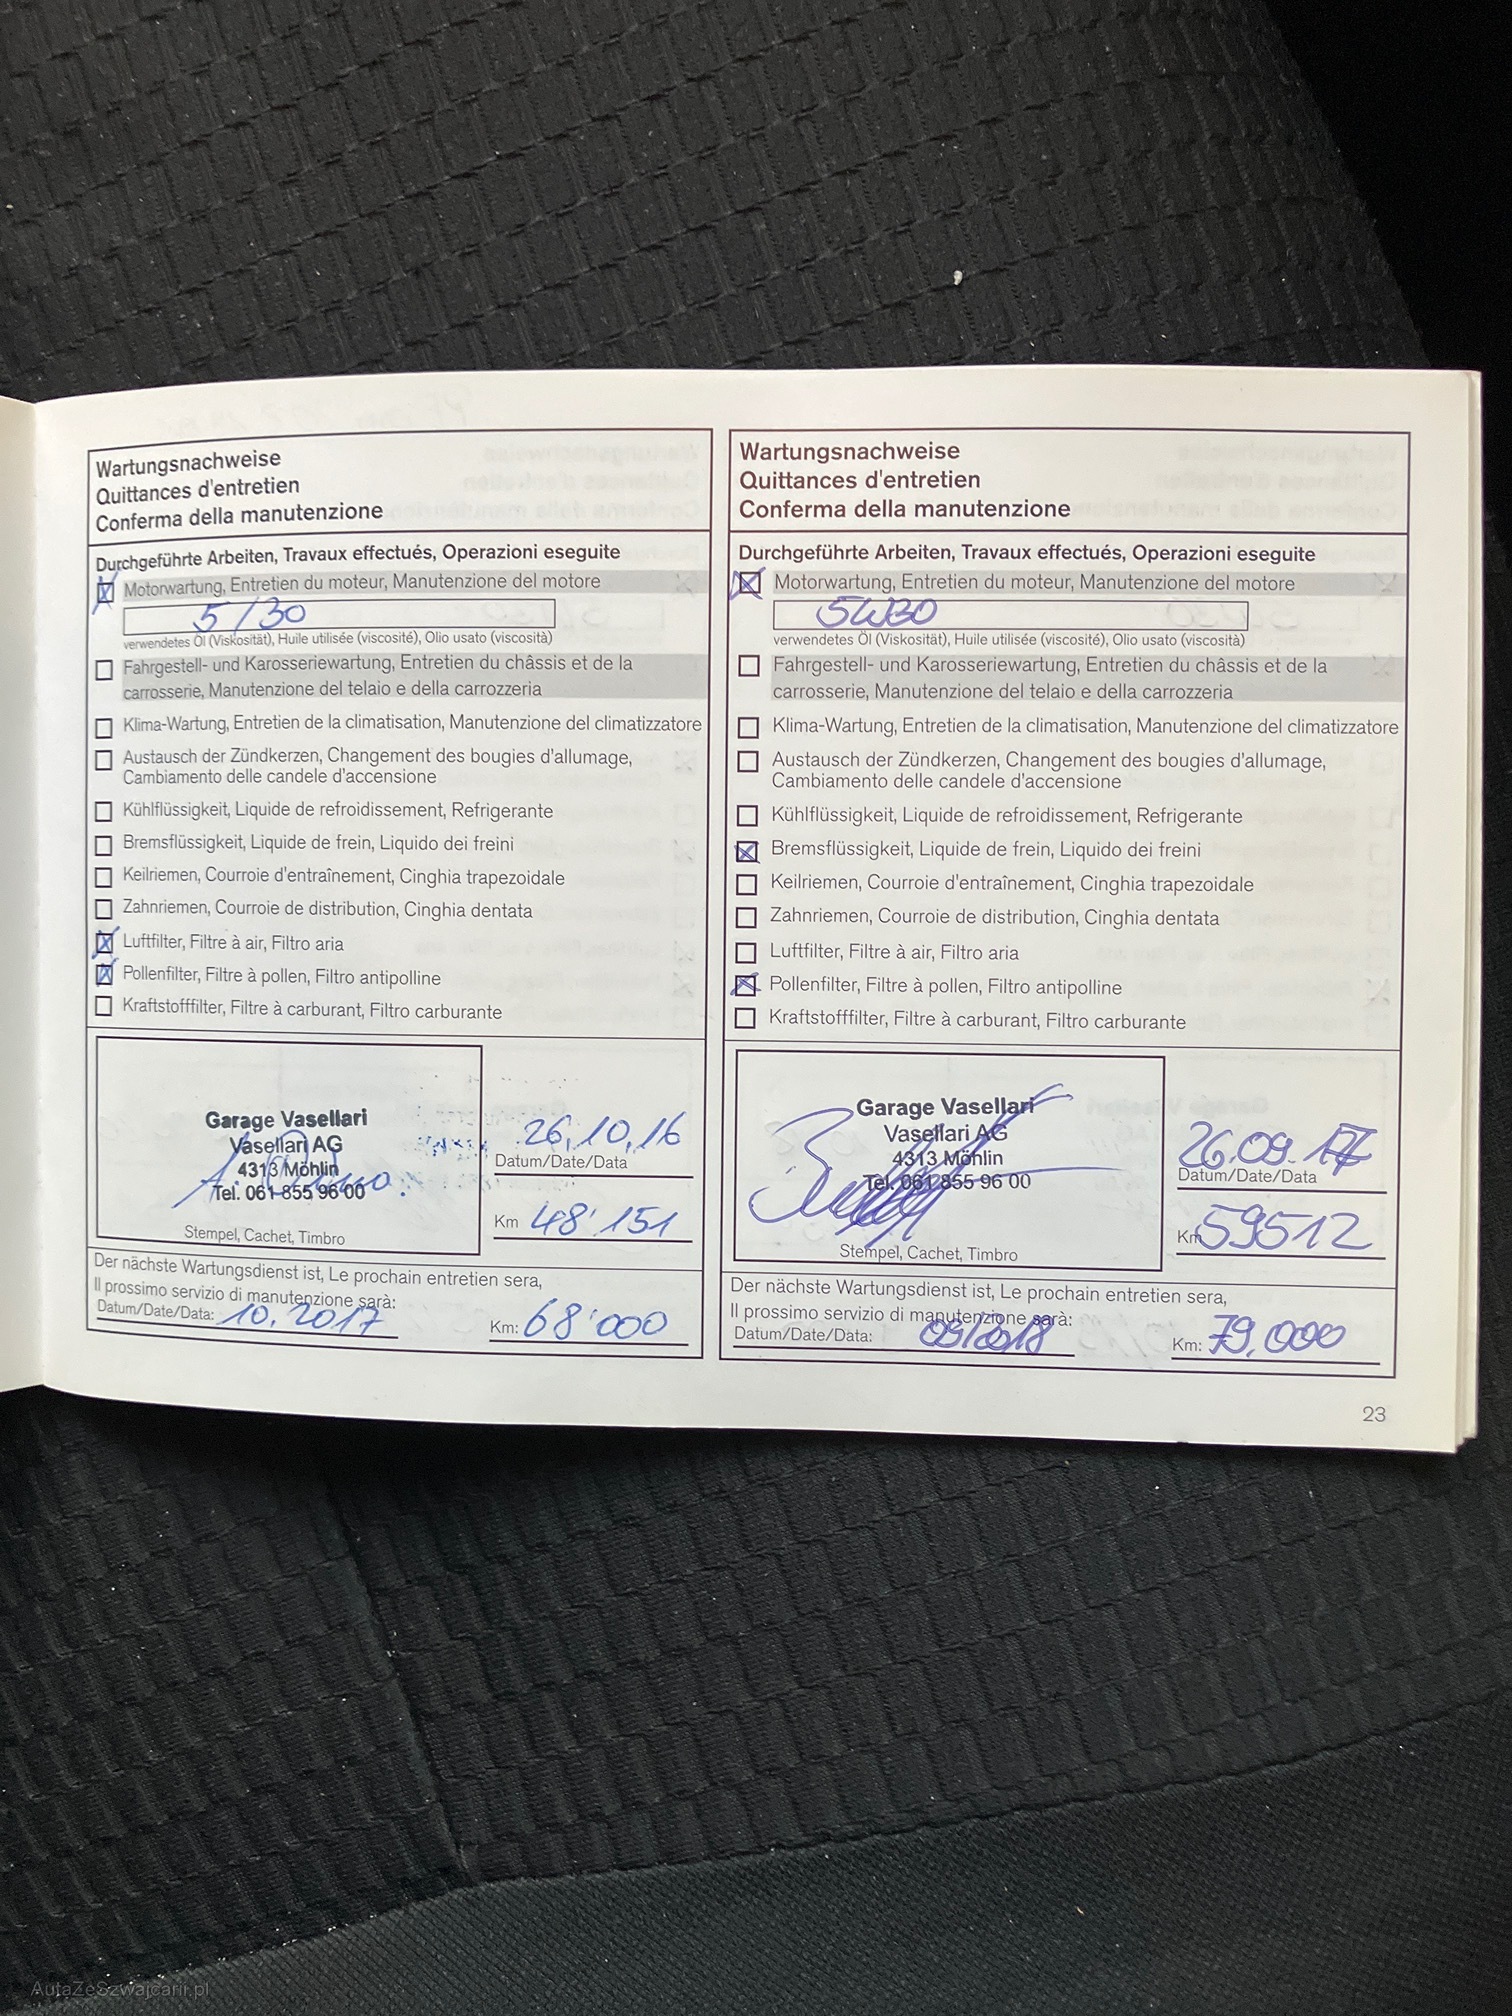 Wartungsnachweise
Quittances d'entretien
Conferma della manutenzione
Durchgeführte Arbeiten, Travaux effectués, Operazioni eseguite
Motorwartung, Entretien du moteur, Manutenzione del motore
5/30
verwendetes Öl (Viskosität), Huile utilisée (viscosité), Olio usato (viscosità)
Fahrgestell- und Karosseriewartung, Entretien du châssis et de la
carrosserie, Manutenzione del telaio e della carrozzeria
Klima-Wartung, Entretien de la climatisation, Manutenzione del climatizzatore
Austausch der Zündkerzen, Changement des bougies d'allumage,
Cambiamento delle candele d'accensione
Kühlflüssigkeit, Liquide de refroidissement, Refrigerante
Bremsflüssigkeit, Liquide de frein, Liquido dei freini
Keilriemen, Courroie d'entraînement, Cinghia trapezoidale
Zahnriemen, Courroie de distribution, Cinghia dentata
Luftfilter, Filtre à air, Filtro aria
Pollenfilter, Filtre à pollen, Filtro antipolline
Kraftstofffilter, Filtre à carburant, Filtro carburante
Garage Vasellari
Vasellari AG
4313 Möhlin
Tel. 061 855 96 00
Stempel, Cachet, Timbro
26,10,16
Datum/Date/Data
Km 48'151
Der nächste Wartungsdienst ist, Le prochain entretien sera,
Il prossimo servizio di manutenzione sarà:
Datum/Date/Data: 10.2017 Km: 68'000
Wartungsnachweise
Quittances d'entretien
Conferma della manutenzione
Durchgeführte Arbeiten, Travaux effectués, Operazioni eseguite
Motorwartung, Entretien du moteur, Manutenzione del motore
5W30
verwendetes Öl (Viskosität), Huile utilisée (viscosité), Olio usato (viscosità)
Fahrgestell- und Karosseriewartung, Entretien du châssis et de la
carrosserie, Manutenzione del telaio e della carrozzeria
Klima-Wartung, Entretien de la climatisation, Manutenzione del climatizzatore
Austausch der Zündkerzen, Changement des bougies d'allumage,
Cambiamento delle candele d'accensione
Kühlflüssigkeit, Liquide de refroidissement, Refrigerante
Bremsflüssigkeit, Liquide de frein, Liquido dei freini
Keilriemen, Courroie d'entraînement, Cinghia trapezoidale
Zahnriemen, Courroie de distribution, Cinghia dentata
Luftfilter, Filtre à air, Filtro aria
Pollenfilter, Filtre à pollen, Filtro antipolline
Kraftstofffilter, Filtre à carburant, Filtro carburante
Garage Vasellari
Vasellari AG
4313 Möhlin
Tel. 061 855 96 00
Stempel, Cachet, Timbro
26.09.17
Datum/Date/Data
Km 59512
Der nächste Wartungsdienst ist, Le prochain entretien sera,
Il prossimo servizio di manutenzione sarà:
Datum/Date/Data: 09/2018 Km: 79.000
23
AutaZeSzwajcarii.pl